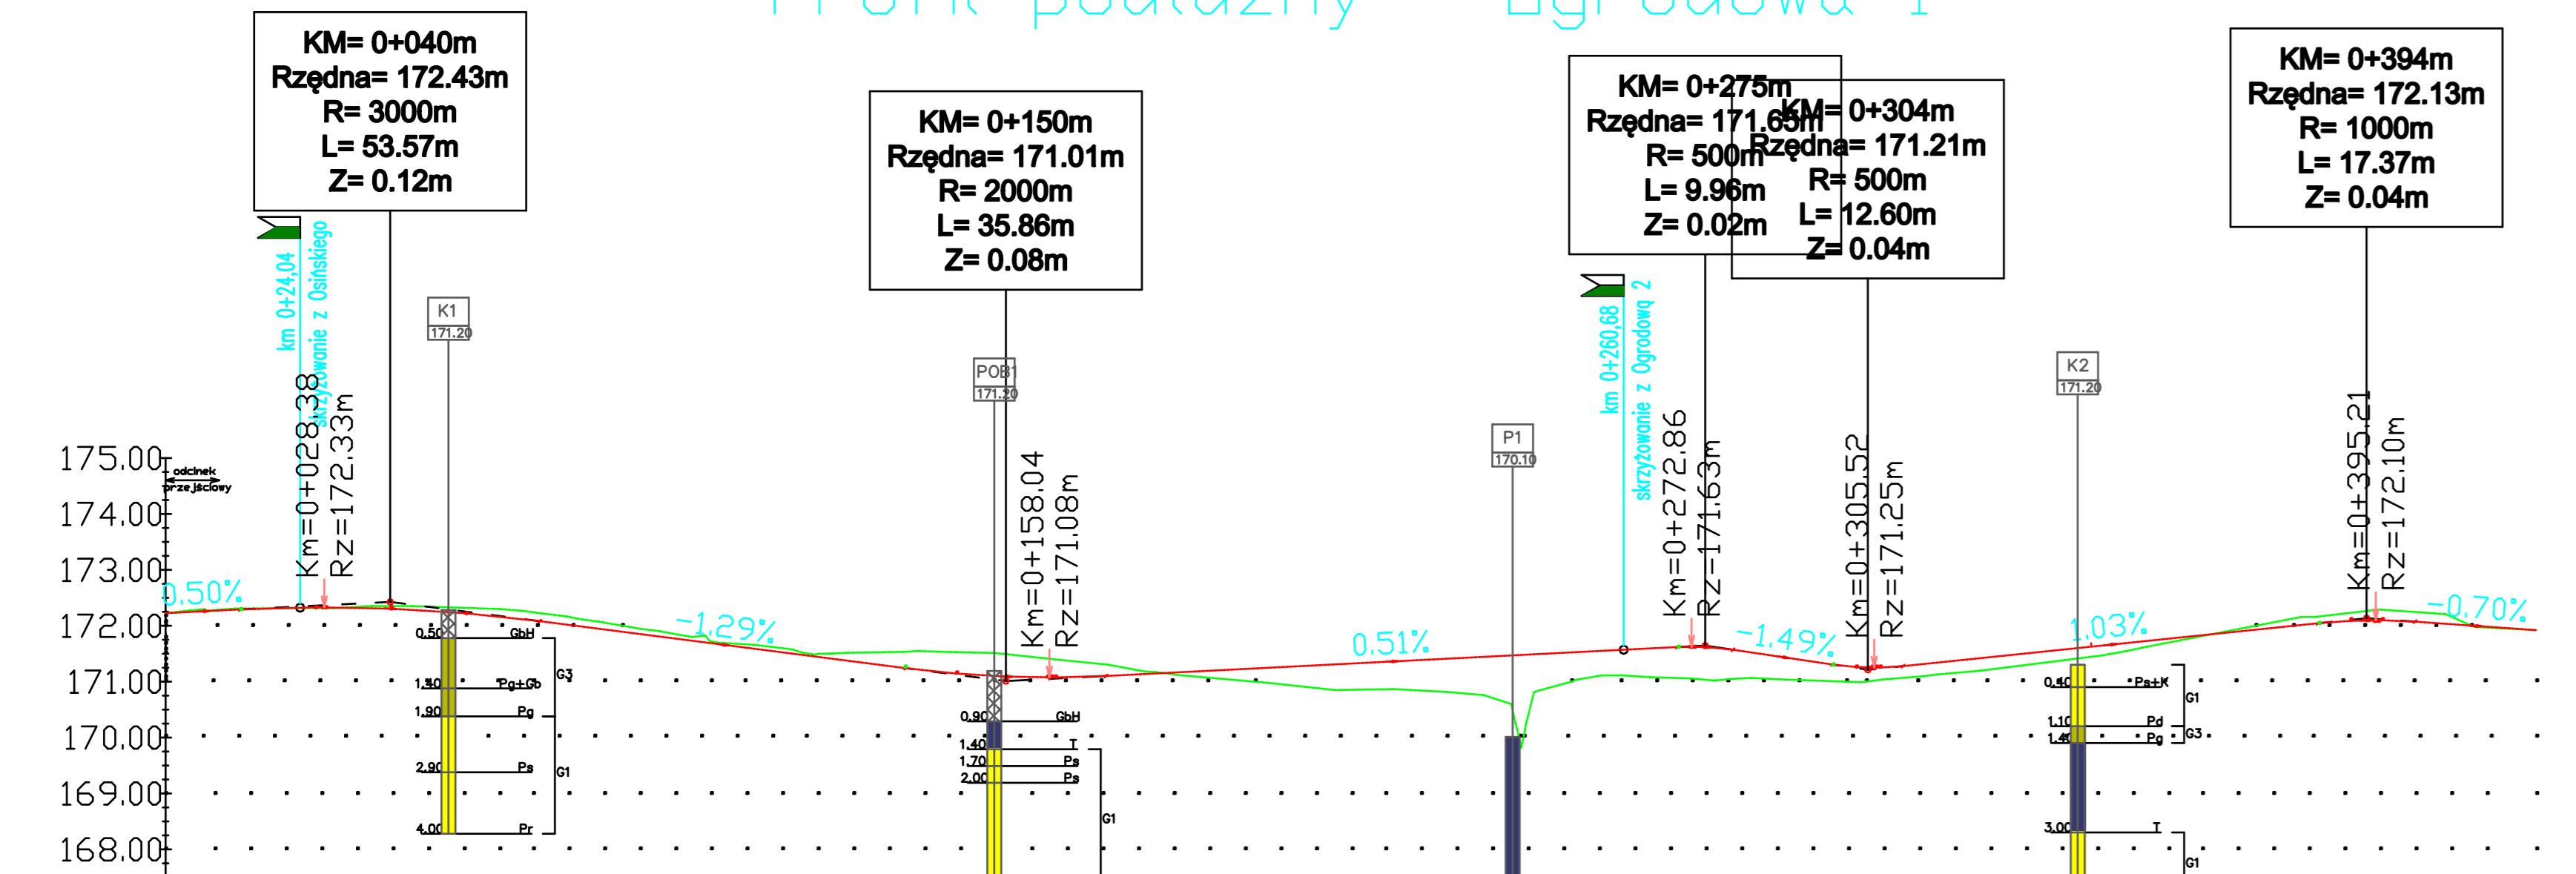 KM= 0+040m
Rzędna= 172.43m
R= 3000m
L= 53.57m
Z= 0.12m
KM= 0+150m
Rzędna= 171.01m
R= 2000m
L= 35.86m
Z= 0.08m
KM= 0+275m
Rzędna= 171.65m
R= 500m
L= 9.96m
Z= 0.02m
KM= 0+304m
Rzędna= 171.21m
R= 500m
L= 12.60m
Z= 0.04m
KM= 0+394m
Rzędna= 172.13m
R= 1000m
L= 17.37m
Z= 0.04m
km 0+24,04
skrzyżowanie z Osińskiego
K1
171.20
POB1
171.20
P1
170.10
km 0+260,68
skrzyżowanie z Ogrodową 2
K2
171.20
Km=0+028.38
Rz=172.33m
Km=0+158.04
Rz=171.08m
Km=0+272.86
Rz=171.63m
Km=0+305.52
Rz=171.25m
Km=0+395.21
Rz=172.10m
odcinek
przejściowy
175.00
174.00
173.00
172.00
171.00
170.00
169.00
168.00
0.50%
-1.29%
0.51%
-1.49%
1.03%
-0.70%
0.50 GbH
1.40 Pg+Gb
1.90 Pg
2.90 Ps
4.00 Pr
G3
G1
0.90 GbH
1.40 T
1.70 Ps
2.00 Ps
G1
0.40 Ps+K
1.10 Pd
1.40 Pg
3.00 T
G1
G3
G1